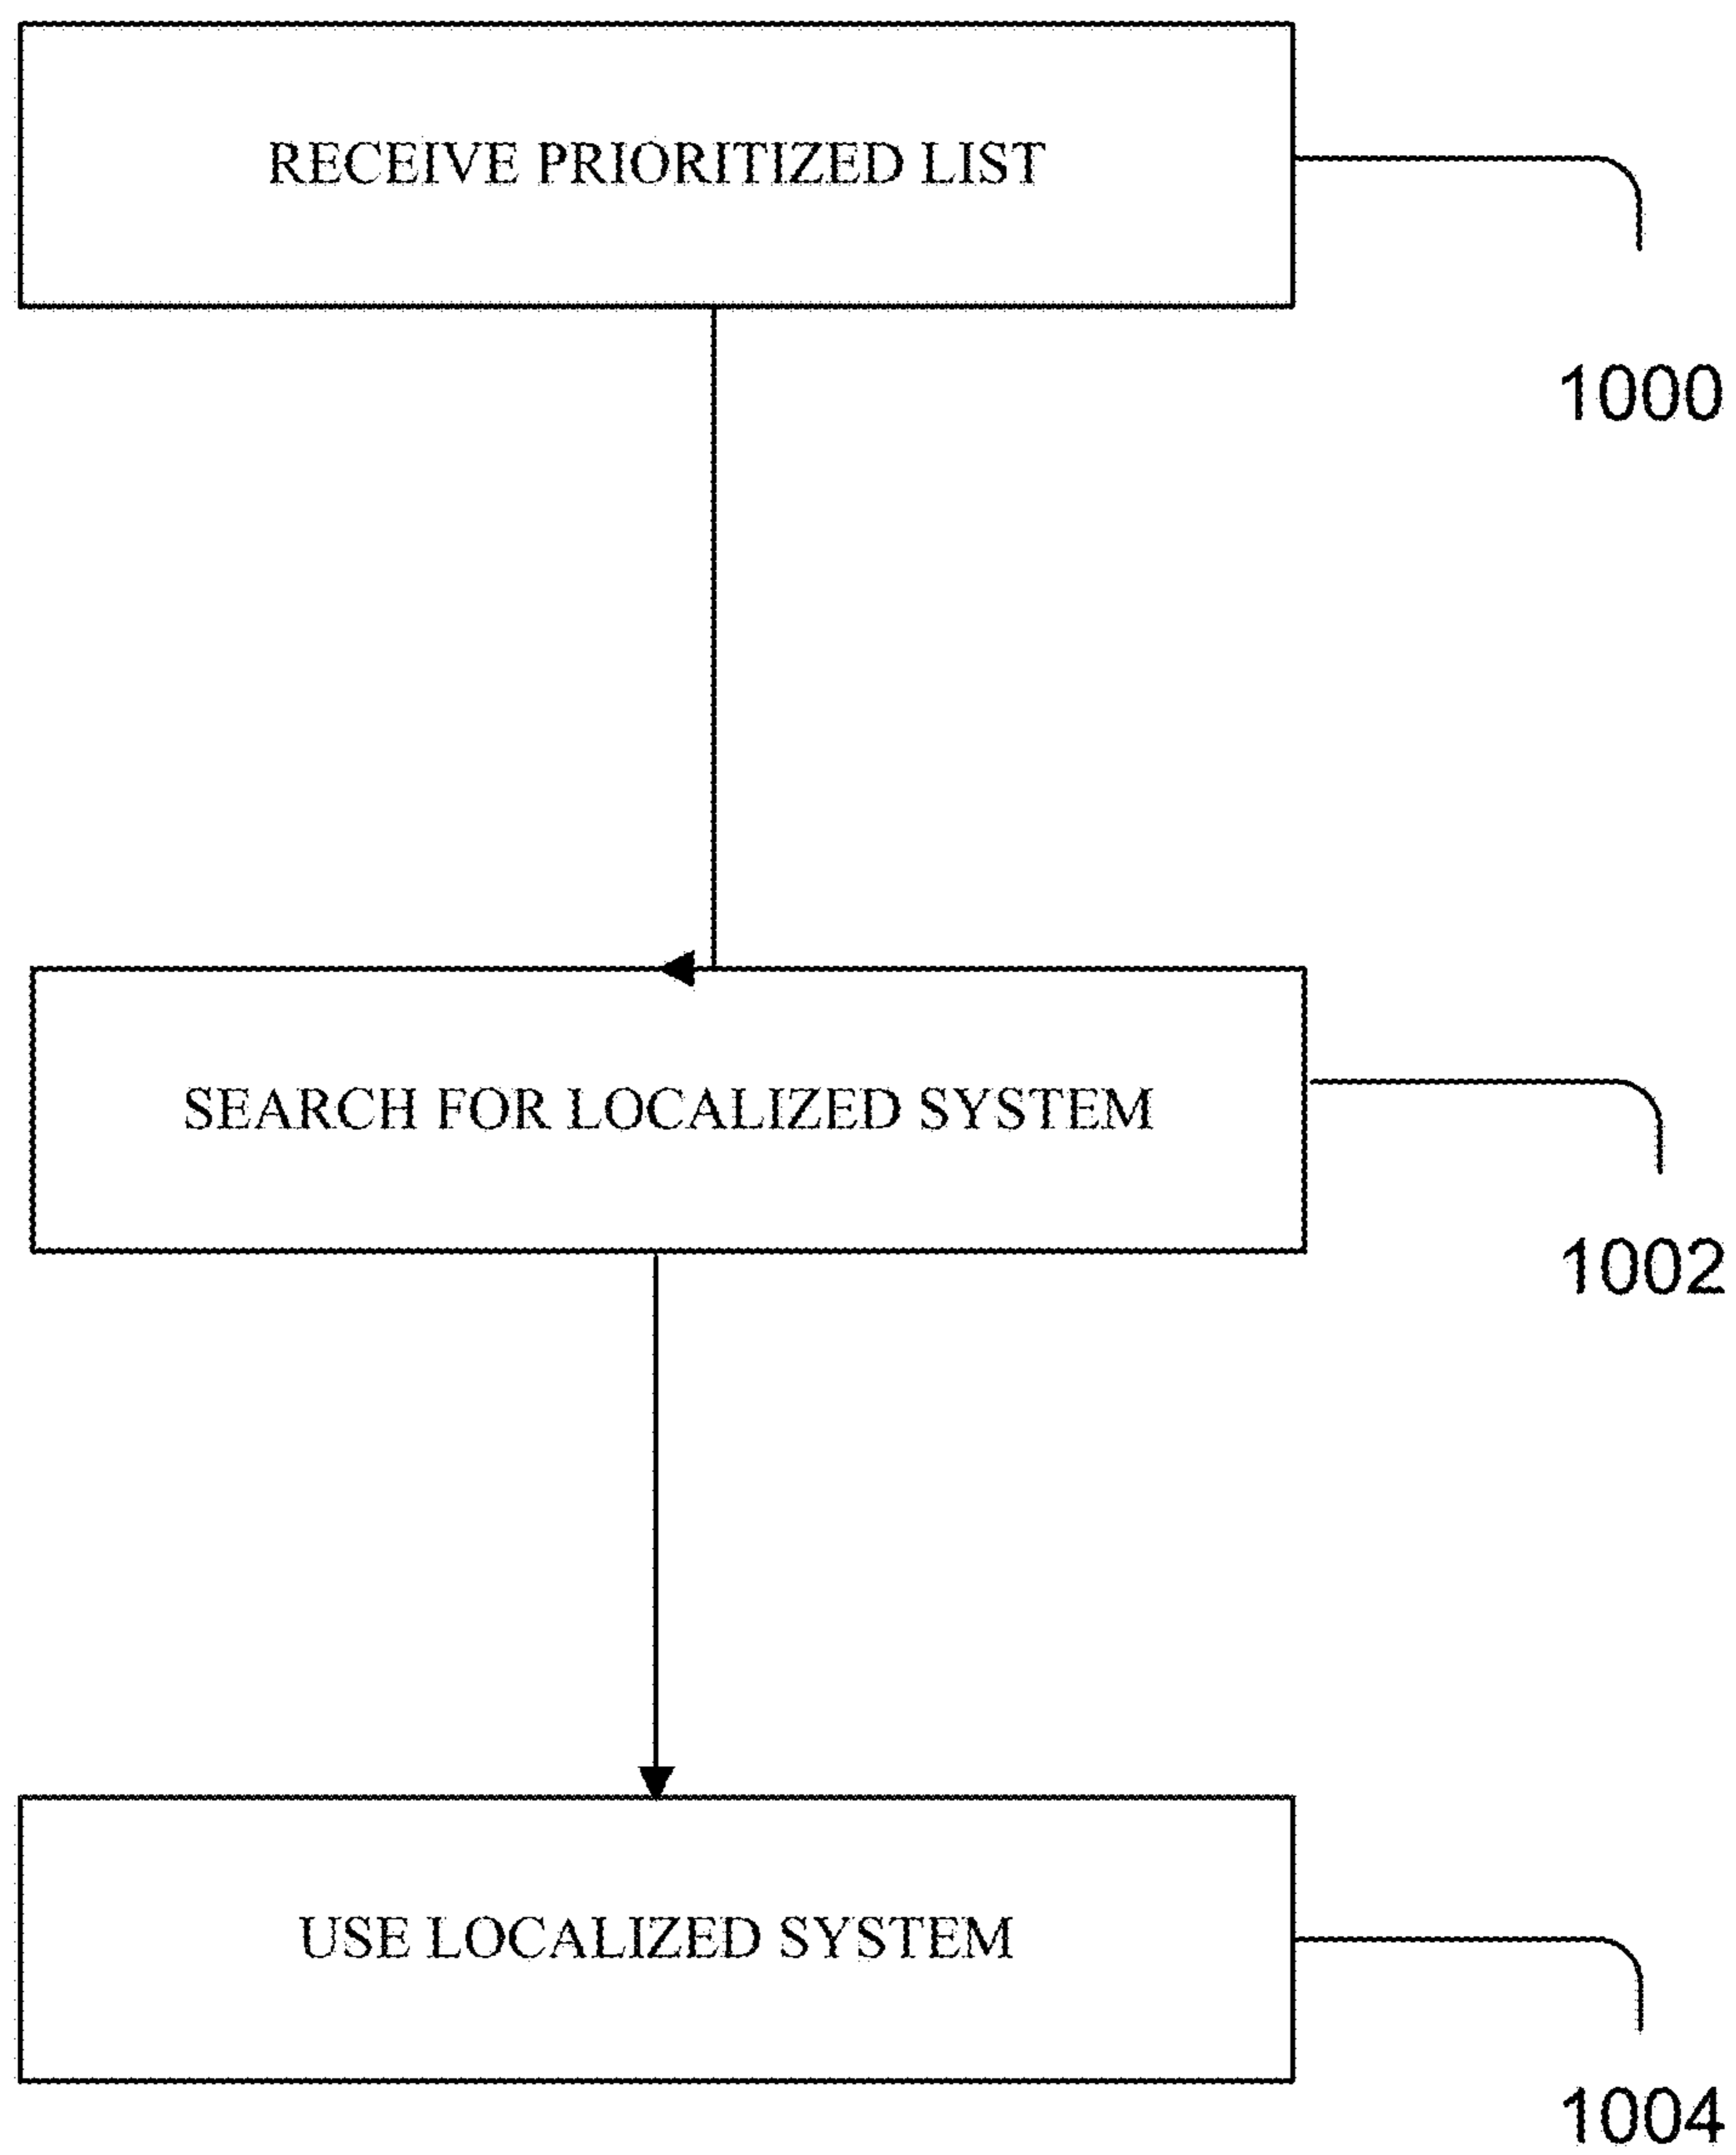 RECEIVE PRIORITIZED LIST
1000
SEARCH FOR LOCALIZED SYSTEM
1002
USE LOCALIZED SYSTEM
1004